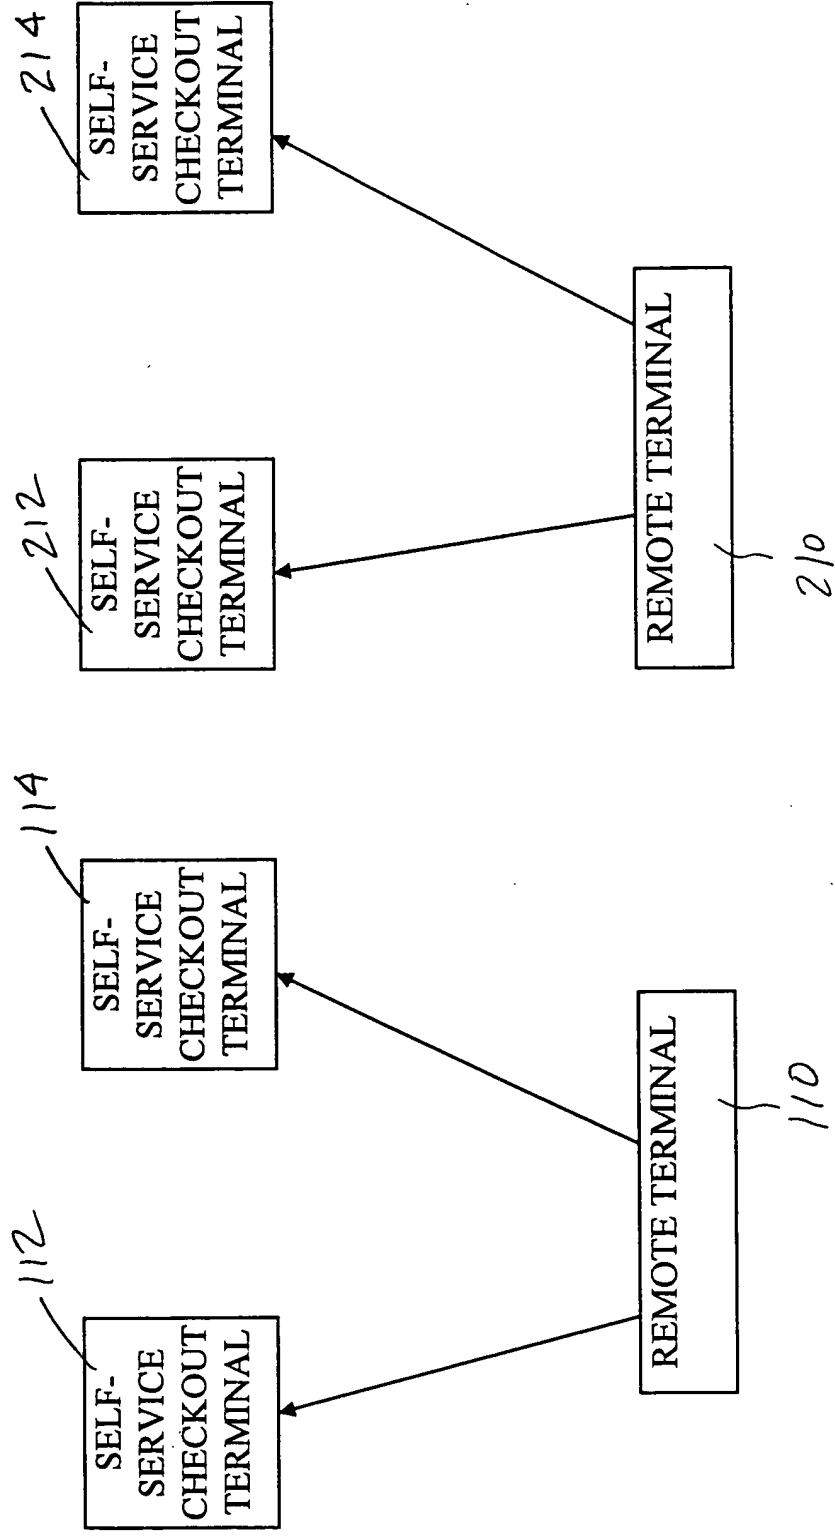 112
SELF-
SERVICE
CHECKOUT
TERMINAL
114
SELF-
SERVICE
CHECKOUT
TERMINAL
212
SELF-
SERVICE
CHECKOUT
TERMINAL
214
SELF-
SERVICE
CHECKOUT
TERMINAL
REMOTE TERMINAL
110
REMOTE TERMINAL
210